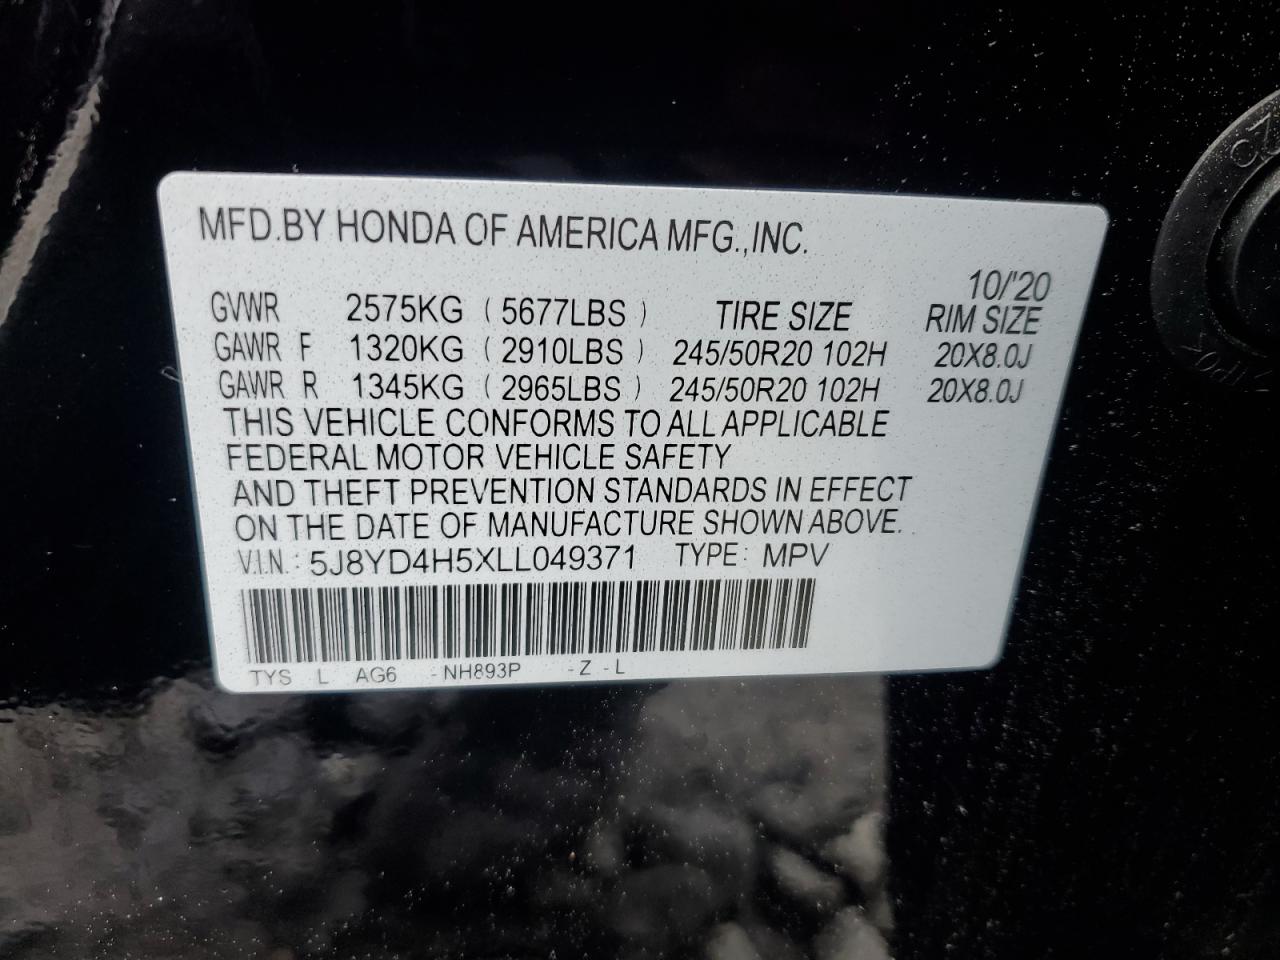 MFD.BY HONDA OF AMERICA MFG.,INC.
10/'20
GVWR 2575KG ( 5677LBS ) TIRE SIZE RIM SIZE
GAWR F 1320KG ( 2910LBS ) 245/50R20 102H 20X8.0J
GAWR R 1345KG ( 2965LBS ) 245/50R20 102H 20X8.0J
THIS VEHICLE CONFORMS TO ALL APPLICABLE
FEDERAL MOTOR VEHICLE SAFETY
AND THEFT PREVENTION STANDARDS IN EFFECT
ON THE DATE OF MANUFACTURE SHOWN ABOVE.
V.I.N.: 5J8YD4H5XLL049371 TYPE: MPV
TYS L AG6 -NH893P -Z -L